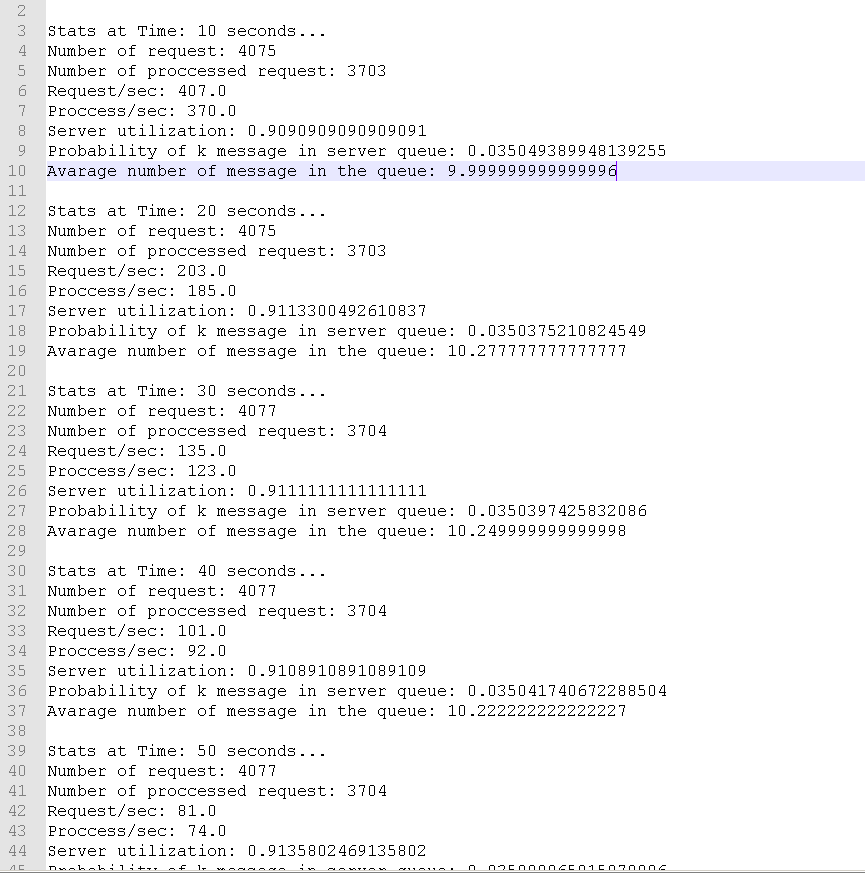 2
3 Stats at Time: 10 seconds...
4 Number of request: 4075
5 Number of proccessed request: 3703
6 Request/sec: 407.0
7 Proccess/sec: 370.0
8 Server utilization: 0.9090909090909091
9 Probability of k message in server queue: 0.035049389948139255
10 Avarage number of message in the queue: 9.999999999999996
11
12 Stats at Time: 20 seconds...
13 Number of request: 4075
14 Number of proccessed request: 3703
15 Request/sec: 203.0
16 Proccess/sec: 185.0
17 Server utilization: 0.9113300492610837
18 Probability of k message in server queue: 0.0350375210824549
19 Avarage number of message in the queue: 10.277777777777777
20
21 Stats at Time: 30 seconds...
22 Number of request: 4077
23 Number of proccessed request: 3704
24 Request/sec: 135.0
25 Proccess/sec: 123.0
26 Server utilization: 0.9111111111111111
27 Probability of k message in server queue: 0.0350397425832086
28 Avarage number of message in the queue: 10.249999999999998
29
30 Stats at Time: 40 seconds...
31 Number of request: 4077
32 Number of proccessed request: 3704
33 Request/sec: 101.0
34 Proccess/sec: 92.0
35 Server utilization: 0.9108910891089109
36 Probability of k message in server queue: 0.035041740672288504
37 Avarage number of message in the queue: 10.222222222222227
38
39 Stats at Time: 50 seconds...
40 Number of request: 4077
41 Number of proccessed request: 3704
42 Request/sec: 81.0
43 Proccess/sec: 74.0
44 Server utilization: 0.9135802469135802
45 Probability of k message in server queue: